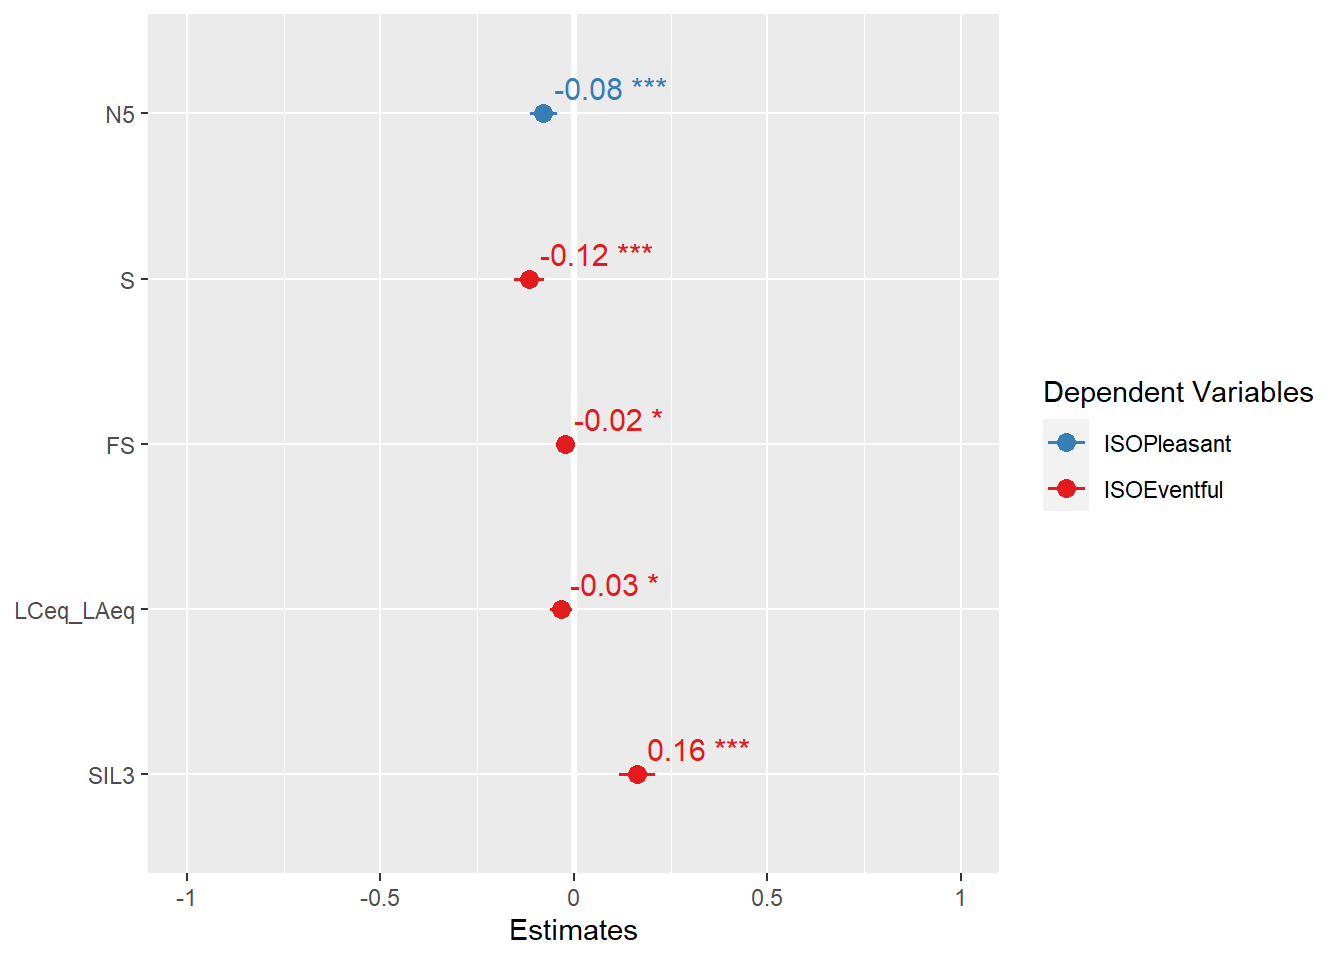 -0.08 ***
N5
-0.12 ***
S
-0.02 *
FS
-0.03 *
LCeq_LAeq
0.16 ***
SIL3
-1 -0.5 0 0.5 1
Estimates
Dependent Variables
ISOPleasant
ISOEventful